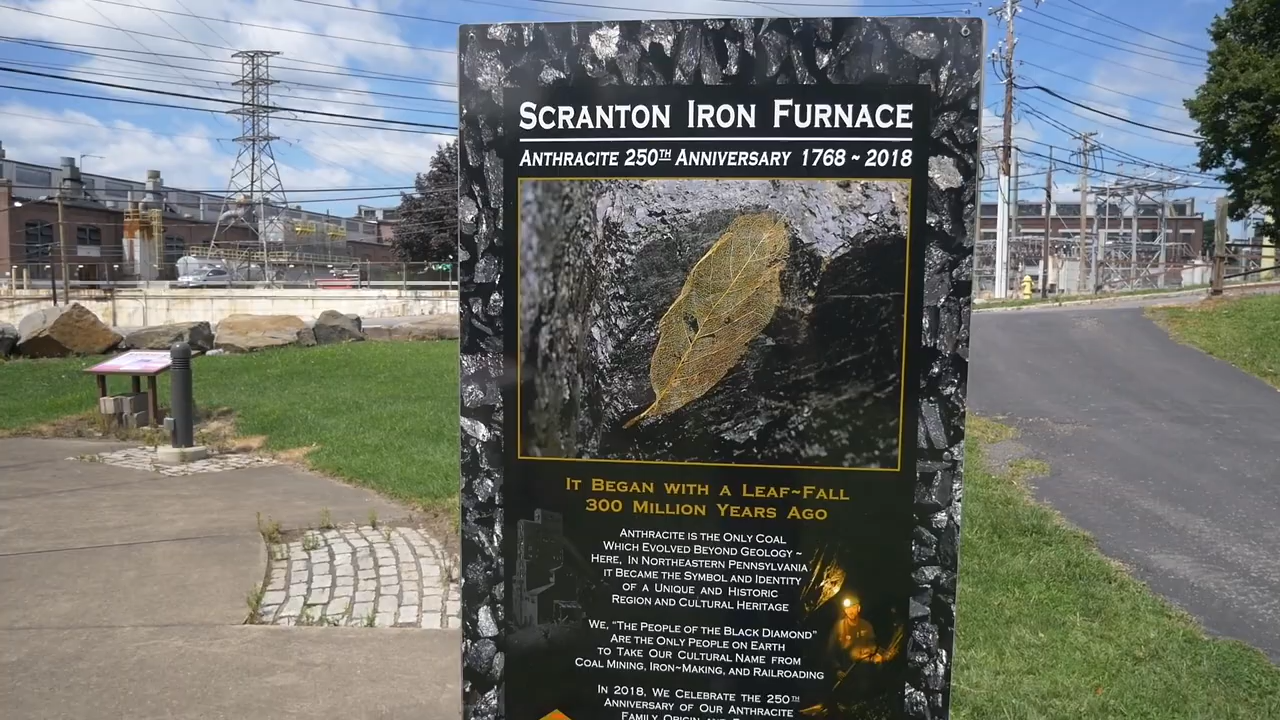 Scranton Iron Furnace
Anthracite 250th Anniversary 1768 ~ 2018
It Began with a Leaf~Fall
300 Million Years Ago
Anthracite is the Only Coal
Which Evolved Beyond Geology ~
Here, In Northeastern Pennsylvania
it Became the Symbol and Identity
of a Unique and Historic
Region and Cultural Heritage
We, "The People of the Black Diamond"
Are the Only People on Earth
to Take Our Cultural Name from
Coal Mining, Iron~Making, and Railroading
In 2018, We Celebrate the 250th
Anniversary of Our Anthracite
Family, Origin, and